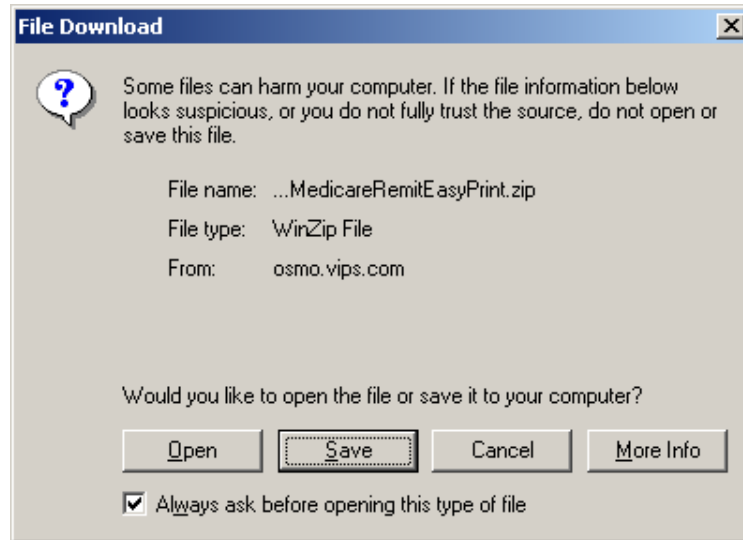 File Download
Some files can harm your computer. If the file information below
looks suspicious, or you do not fully trust the source, do not open or
save this file.
File name: ...MedicareRemitEasyPrint.zip
File type: WinZip File
From: osmo.vips.com
Would you like to open the file or save it to your computer?
Open Save Cancel More Info
Always ask before opening this type of file